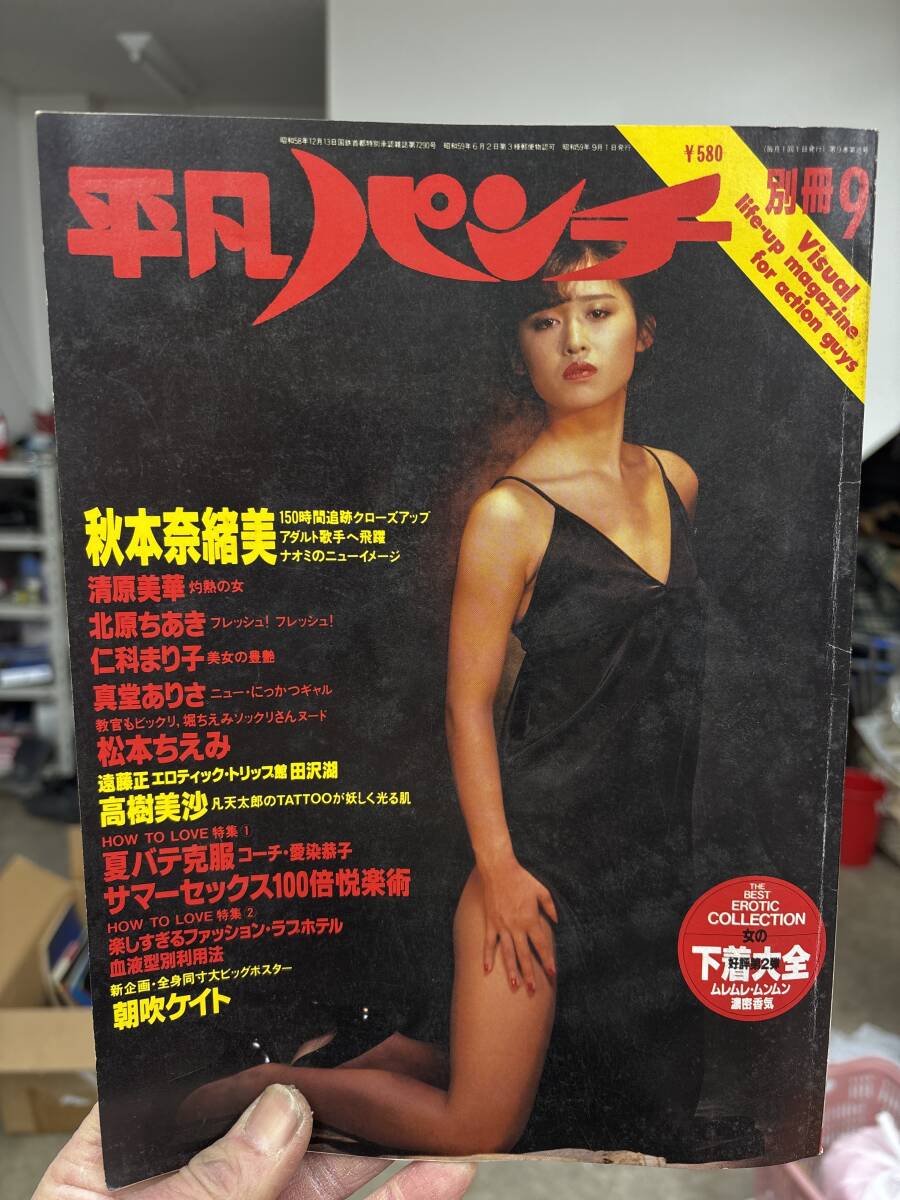 昭和58年12月13日国鉄首都特別承認雑誌第7290号 昭和59年6月2日第3種郵便物認可 昭和59年9月1日発行
¥580
平凡パンチ
別冊9
Visual
life-up magazine
for action guys
秋本奈緒美
150時間追跡クローズアップ
アダルト歌手へ飛躍
ナオミのニューイメージ
清原美華 灼熱の女
北原ちあき フレッシュ! フレッシュ!
仁科まり子 美女の豊艶
真堂ありさ ニュー・にっかつギャル
教官もビックリ,堀ちえみソックリさんヌード
松本ちえみ
遠藤正 エロティック・トリップ館 田沢湖
高樹美沙 凡天太郎のTATTOOが妖しく光る肌
HOW TO LOVE 特集①
夏バテ克服 コーチ・愛染恭子
サマーセックス100倍悦楽術
HOW TO LOVE 特集②
楽しすぎるファッション・ラブホテル
血液型別利用法
新企画・全身同寸大ビッグポスター
朝吹ケイト
THE
BEST
EROTIC
COLLECTION
女の
下着大全
好評第2弾
ムレムレ・ムンムン
濃密香気